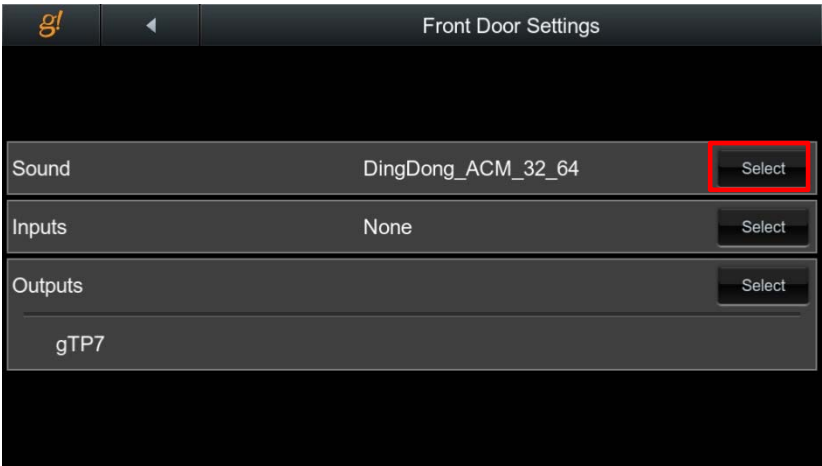 g! Front Door Settings
Sound DingDong_ACM_32_64 Select
Inputs None Select
Outputs Select
gTP7